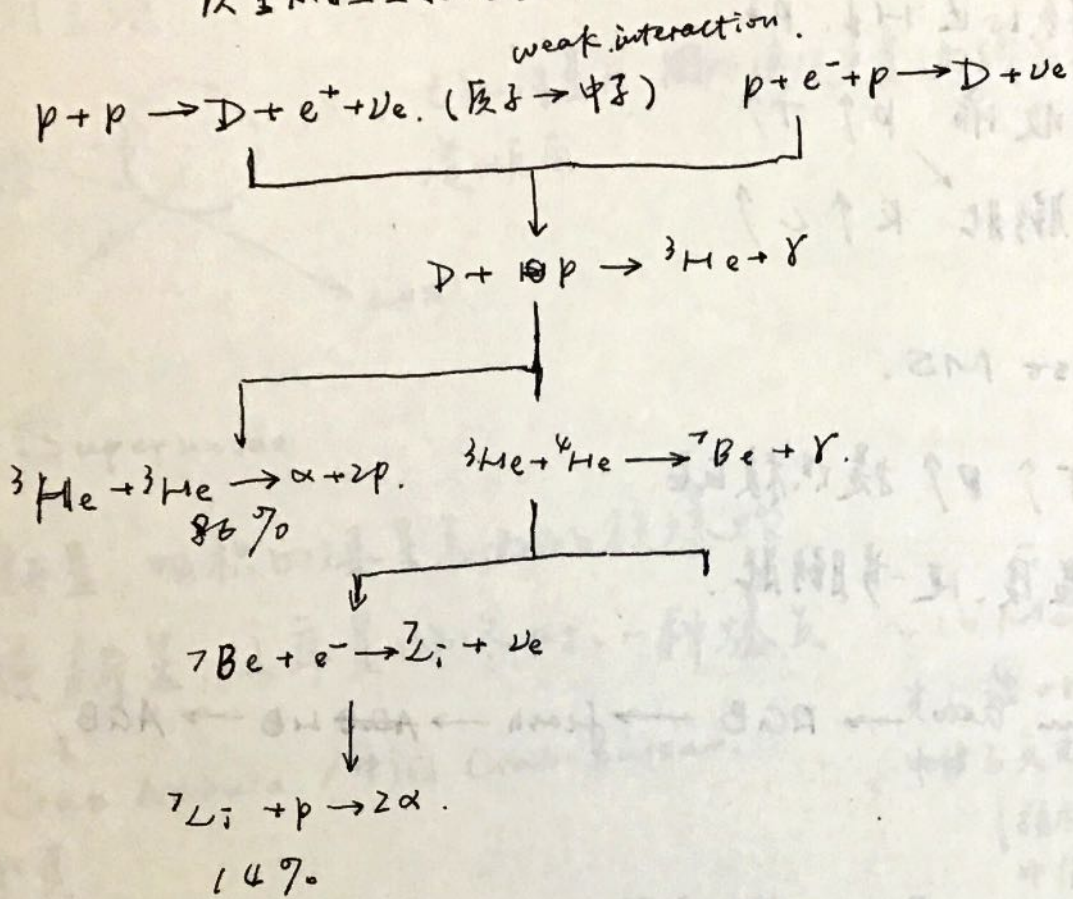 weak interaction.
p + p → D + e⁺ + νe. (质子 → 中子) p + e⁻ + p → D + νe
D + p → ³He + γ
³He + ³He → α + 2p. ³He + ⁴He → ⁷Be + γ.
86%
⁷Be + e⁻ → ⁷Li + νe
⁷Li + p → 2α.
14%